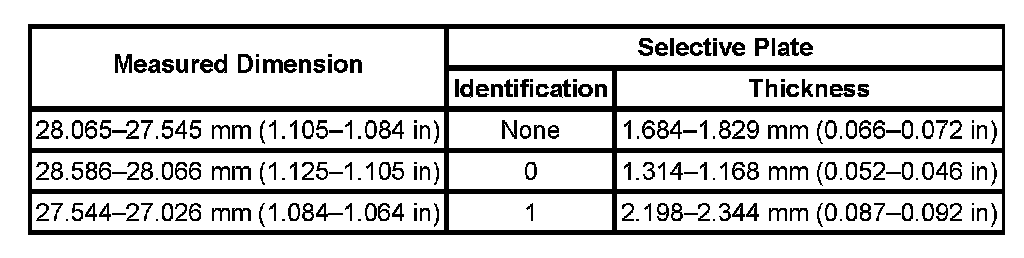 Measured Dimension
Selective Plate
Identification Thickness
28.065–27.545 mm (1.105–1.084 in) None 1.684–1.829 mm (0.066–0.072 in)
28.586–28.066 mm (1.125–1.105 in) 0 1.314–1.168 mm (0.052–0.046 in)
27.544–27.026 mm (1.084–1.064 in) 1 2.198–2.344 mm (0.087–0.092 in)